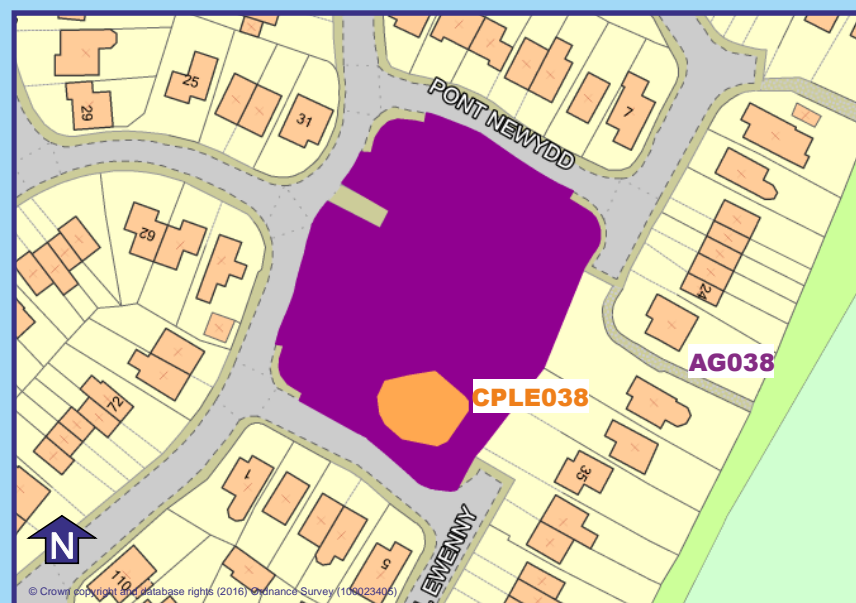 25
29
31
PONT NEWYDD
7
62
24
AG038
CPLE038
72
35
1
5
EWENNY
N
110
© Crown copyright and database rights (2016) Ordnance Survey (100023405)